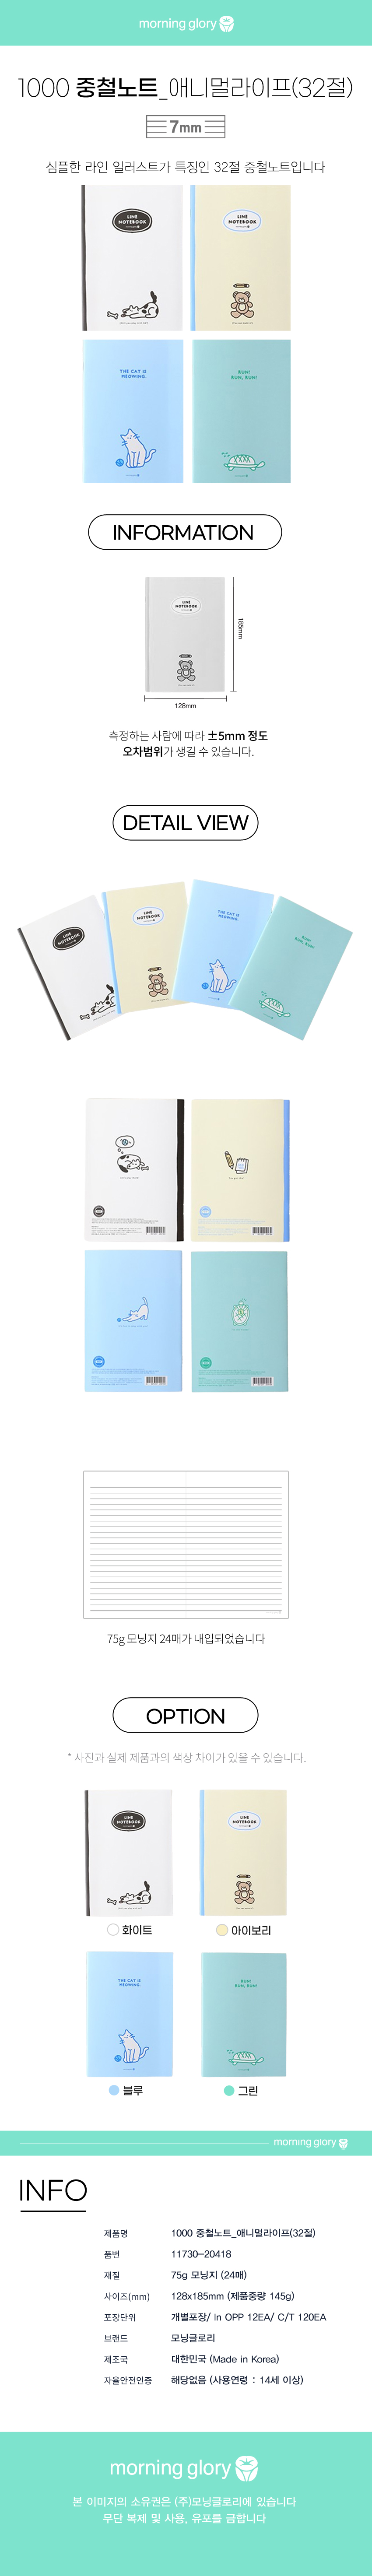 morning glory
1000 중철노트_애니멀라이프(32절)
7mm
심플한 라인 일러스트가 특징인 32절 중철노트입니다
LINE
NOTEBOOK
LINE
NOTEBOOK
THE CAT IS
MEOWING.
RUN!
RUN, RUN!
INFORMATION
LINE
NOTEBOOK
185mm
128mm
측정하는 사람에 따라 ±5mm 정도
오차범위가 생길 수 있습니다.
DETAIL VIEW
LINE
NOTEBOOK
LINE
NOTEBOOK
THE CAT IS
MEOWING.
RUN!
RUN, RUN!
75g 모닝지 24매가 내입되었습니다
OPTION
* 사진과 실제 제품과의 색상 차이가 있을 수 있습니다.
LINE
NOTEBOOK
LINE
NOTEBOOK
화이트
아이보리
THE CAT IS
MEOWING.
RUN!
RUN, RUN!
블루
그린
morning glory
INFO
제품명 1000 중철노트_애니멀라이프(32절)
품번 11730-20418
재질 75g 모닝지 (24매)
사이즈(mm) 128x185mm (제품중량 145g)
포장단위 개별포장/ In OPP 12EA/ C/T 120EA
브랜드 모닝글로리
제조국 대한민국 (Made in Korea)
자율안전인증 해당없음 (사용연령 : 14세 이상)
morning glory
본 이미지의 소유권은 (주)모닝글로리에 있습니다
무단 복제 및 사용, 유포를 금합니다